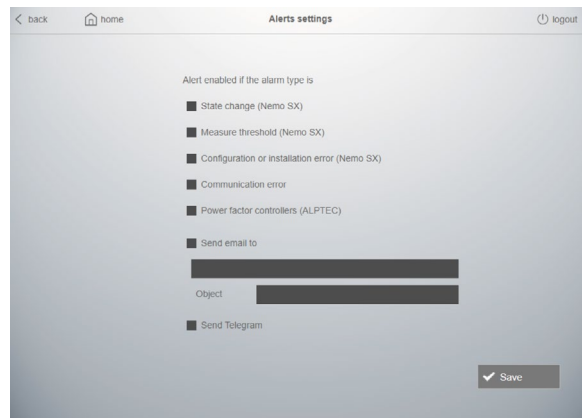 back home Alerts settings logout
Alert enabled if the alarm type is
State change (Nemo SX)
Measure threshold (Nemo SX)
Configuration or installation error (Nemo SX)
Communication error
Power factor controllers (ALPTEC)
Send email to
Object
Send Telegram
Save